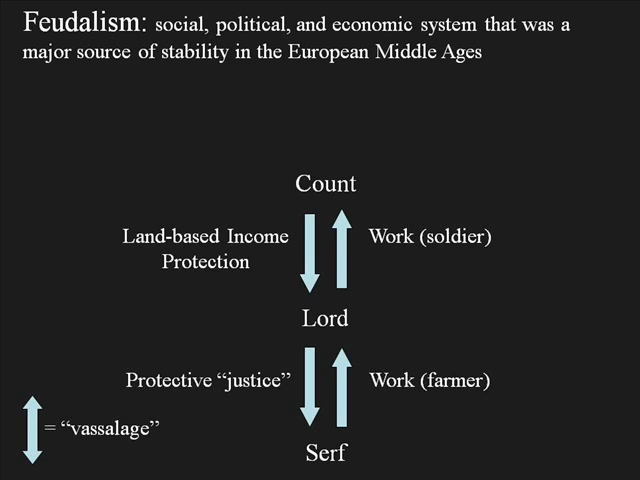 Feudalism: social, political, and economic system that was a
major source of stability in the European Middle Ages
Count
Land-based Income
Protection
Work (soldier)
Lord
Protective “justice”
Work (farmer)
= “vassalage”
Serf